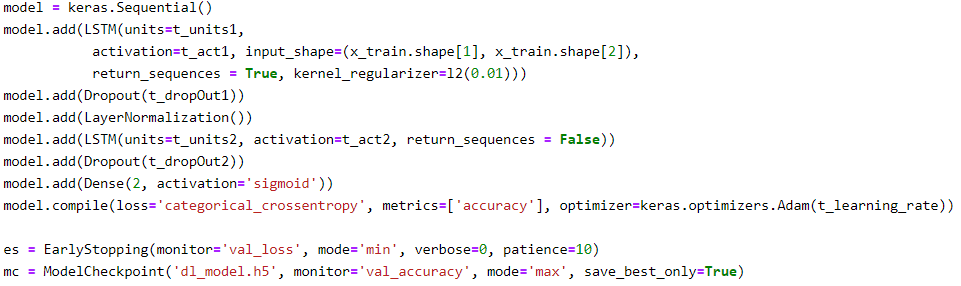 model = keras.Sequential()
model.add(LSTM(units=t_units1,
           activation=t_act1, input_shape=(x_train.shape[1], x_train.shape[2]),
           return_sequences = True, kernel_regularizer=l2(0.01)))
model.add(Dropout(t_dropOut1))
model.add(LayerNormalization())
model.add(LSTM(units=t_units2, activation=t_act2, return_sequences = False))
model.add(Dropout(t_dropOut2))
model.add(Dense(2, activation='sigmoid'))
model.compile(loss='categorical_crossentropy', metrics=['accuracy'], optimizer=keras.optimizers.Adam(t_learning_rate))

es = EarlyStopping(monitor='val_loss', mode='min', verbose=0, patience=10)
mc = ModelCheckpoint('dl_model.h5', monitor='val_accuracy', mode='max', save_best_only=True)